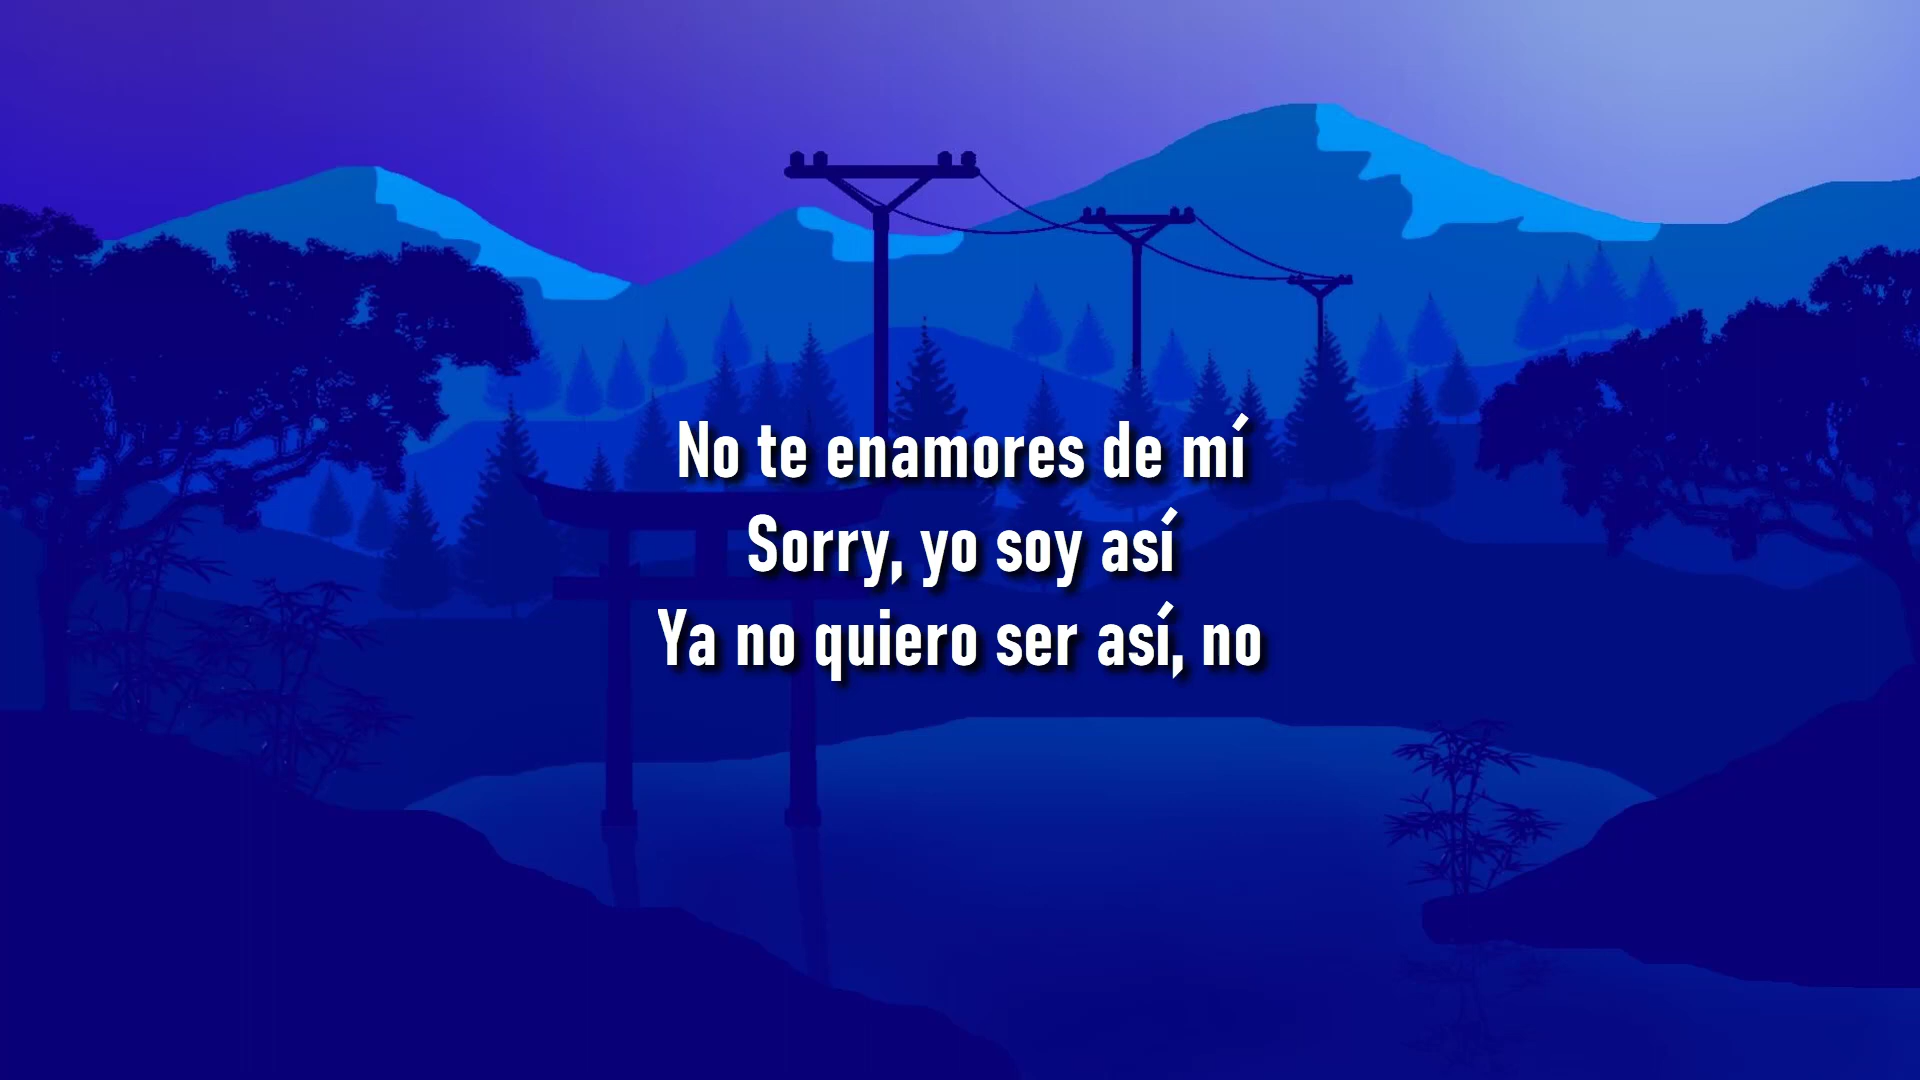 No te enamores de mí
Sorry, yo soy así
Ya no quiero ser así, no